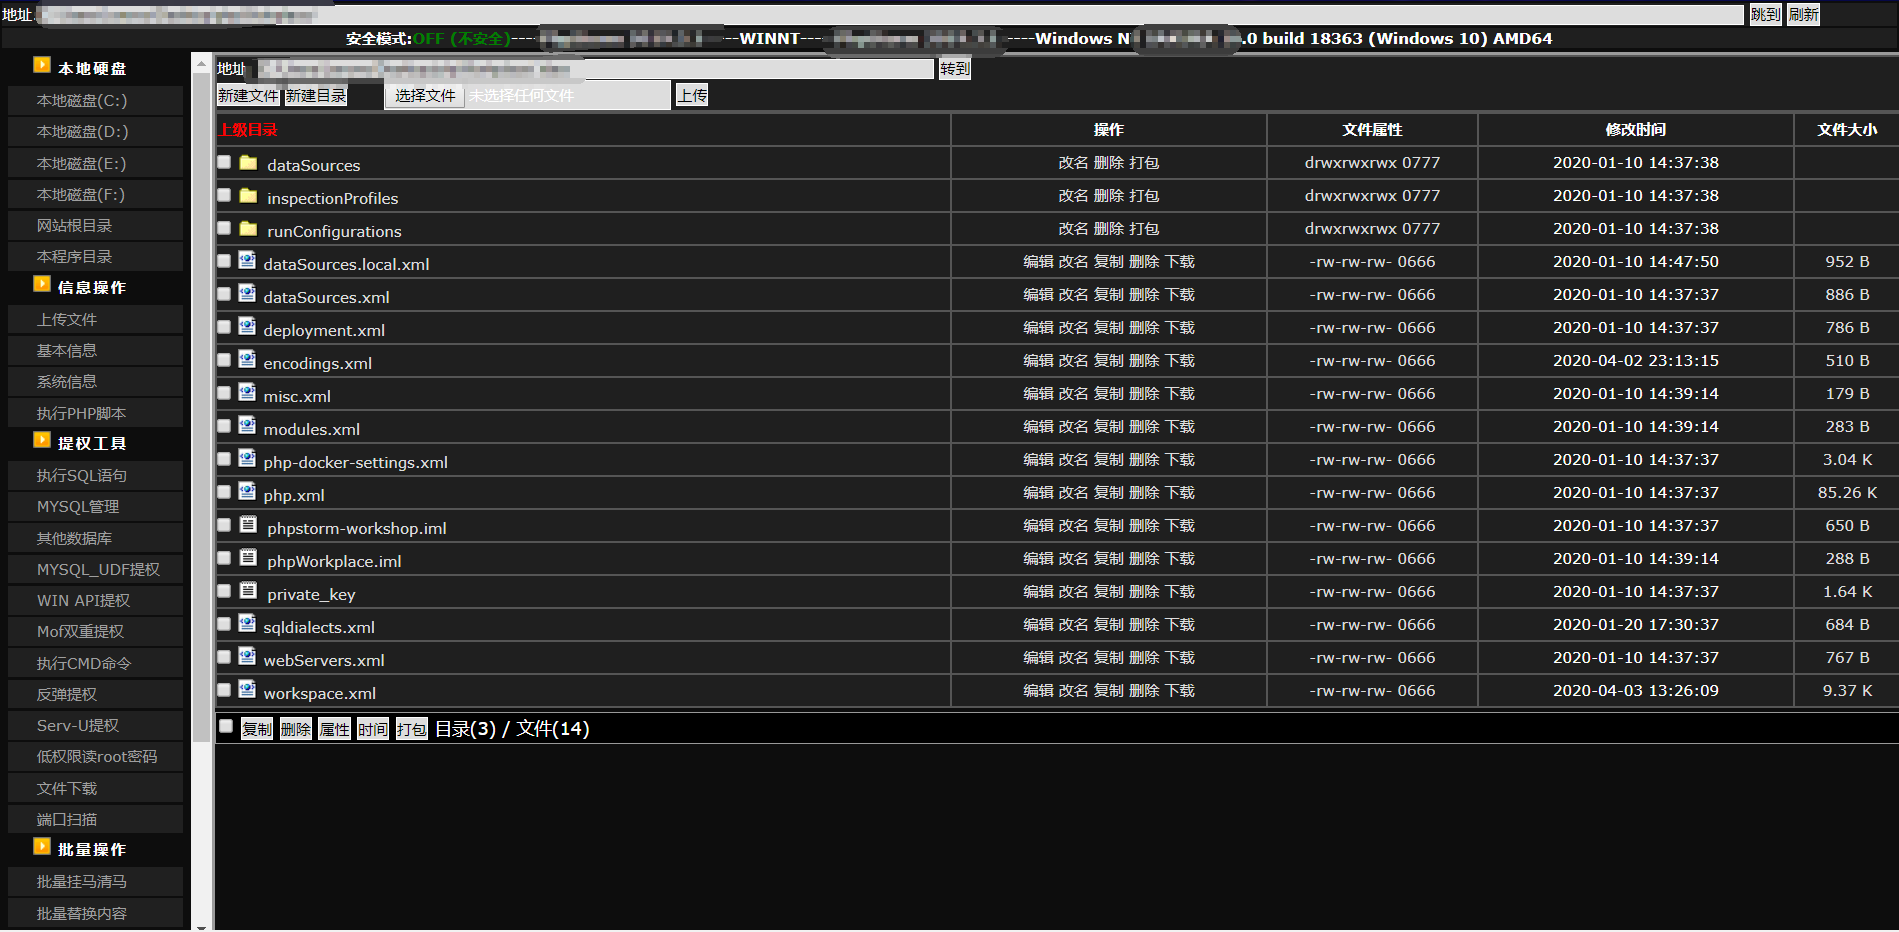 地址: 跳到 刷新
安全模式:OFF (不安全)---- ---WINNT---- ----Windows N .0 build 18363 (Windows 10) AMD64
本地硬盘
本地磁盘(C:)
本地磁盘(D:)
本地磁盘(E:)
本地磁盘(F:)
网站根目录
本程序目录
信息操作
上传文件
基本信息
系统信息
执行PHP脚本
提权工具
执行SQL语句
MYSQL管理
其他数据库
MYSQL_UDF提权
WIN API提权
Mof双重提权
执行CMD命令
反弹提权
Serv-U提权
低权限读root密码
文件下载
端口扫描
批量操作
批量挂马清马
批量替换内容
地址 转到
新建文件 新建目录 选择文件 未选择任何文件 上传
上级目录 操作 文件属性 修改时间 文件大小
dataSources 改名 删除 打包 drwxrwxrwx 0777 2020-01-10 14:37:38
inspectionProfiles 改名 删除 打包 drwxrwxrwx 0777 2020-01-10 14:37:38
runConfigurations 改名 删除 打包 drwxrwxrwx 0777 2020-01-10 14:37:38
dataSources.local.xml 编辑 改名 复制 删除 下载 -rw-rw-rw- 0666 2020-01-10 14:47:50 952 B
dataSources.xml 编辑 改名 复制 删除 下载 -rw-rw-rw- 0666 2020-01-10 14:37:37 886 B
deployment.xml 编辑 改名 复制 删除 下载 -rw-rw-rw- 0666 2020-01-10 14:37:37 786 B
encodings.xml 编辑 改名 复制 删除 下载 -rw-rw-rw- 0666 2020-04-02 23:13:15 510 B
misc.xml 编辑 改名 复制 删除 下载 -rw-rw-rw- 0666 2020-01-10 14:39:14 179 B
modules.xml 编辑 改名 复制 删除 下载 -rw-rw-rw- 0666 2020-01-10 14:39:14 283 B
php-docker-settings.xml 编辑 改名 复制 删除 下载 -rw-rw-rw- 0666 2020-01-10 14:37:37 3.04 K
php.xml 编辑 改名 复制 删除 下载 -rw-rw-rw- 0666 2020-01-10 14:37:37 85.26 K
phpstorm-workshop.iml 编辑 改名 复制 删除 下载 -rw-rw-rw- 0666 2020-01-10 14:37:37 650 B
phpWorkplace.iml 编辑 改名 复制 删除 下载 -rw-rw-rw- 0666 2020-01-10 14:39:14 288 B
private_key 编辑 改名 复制 删除 下载 -rw-rw-rw- 0666 2020-01-10 14:37:37 1.64 K
sqldialects.xml 编辑 改名 复制 删除 下载 -rw-rw-rw- 0666 2020-01-20 17:30:37 684 B
webServers.xml 编辑 改名 复制 删除 下载 -rw-rw-rw- 0666 2020-01-10 14:37:37 767 B
workspace.xml 编辑 改名 复制 删除 下载 -rw-rw-rw- 0666 2020-04-03 13:26:09 9.37 K
复制 删除 属性 时间 打包 目录(3) / 文件(14)